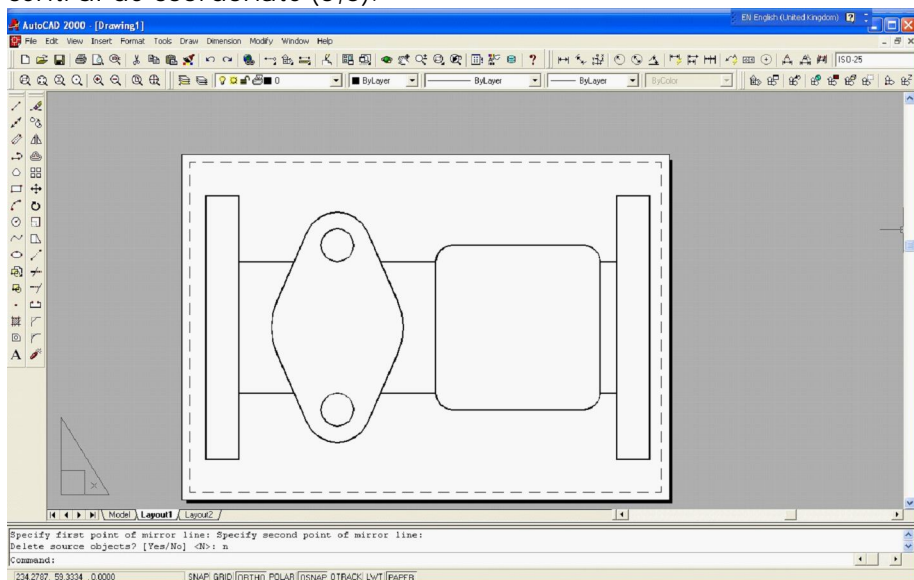 AutoCAD 2000 - [Drawing1]
EN English (United Kingdom)
File Edit View Insert Format Tools Draw Dimension Modify Window Help
ISO-25
0 ByLayer ByLayer ByLayer ByColor
A
Model Layout1 Layout2
Specify first point of mirror line: Specify second point of mirror line:
Delete source objects? [Yes/No] <N>: n
Command:
234.2787, 59.3334 , 0.0000 SNAP GRID ORTHO POLAR OSNAP OTRACK LWT PAPER